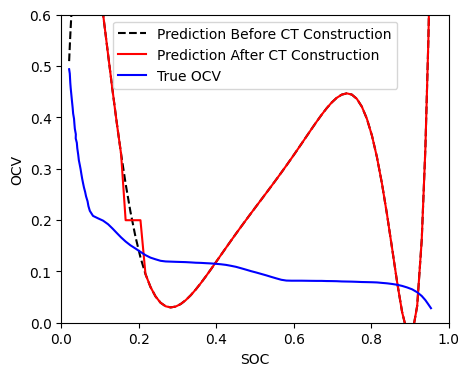 Prediction Before CT Construction
Prediction After CT Construction
True OCV
OCV
0.6
0.5
0.4
0.3
0.2
0.1
0.0
0.0 0.2 0.4 0.6 0.8 1.0
SOC